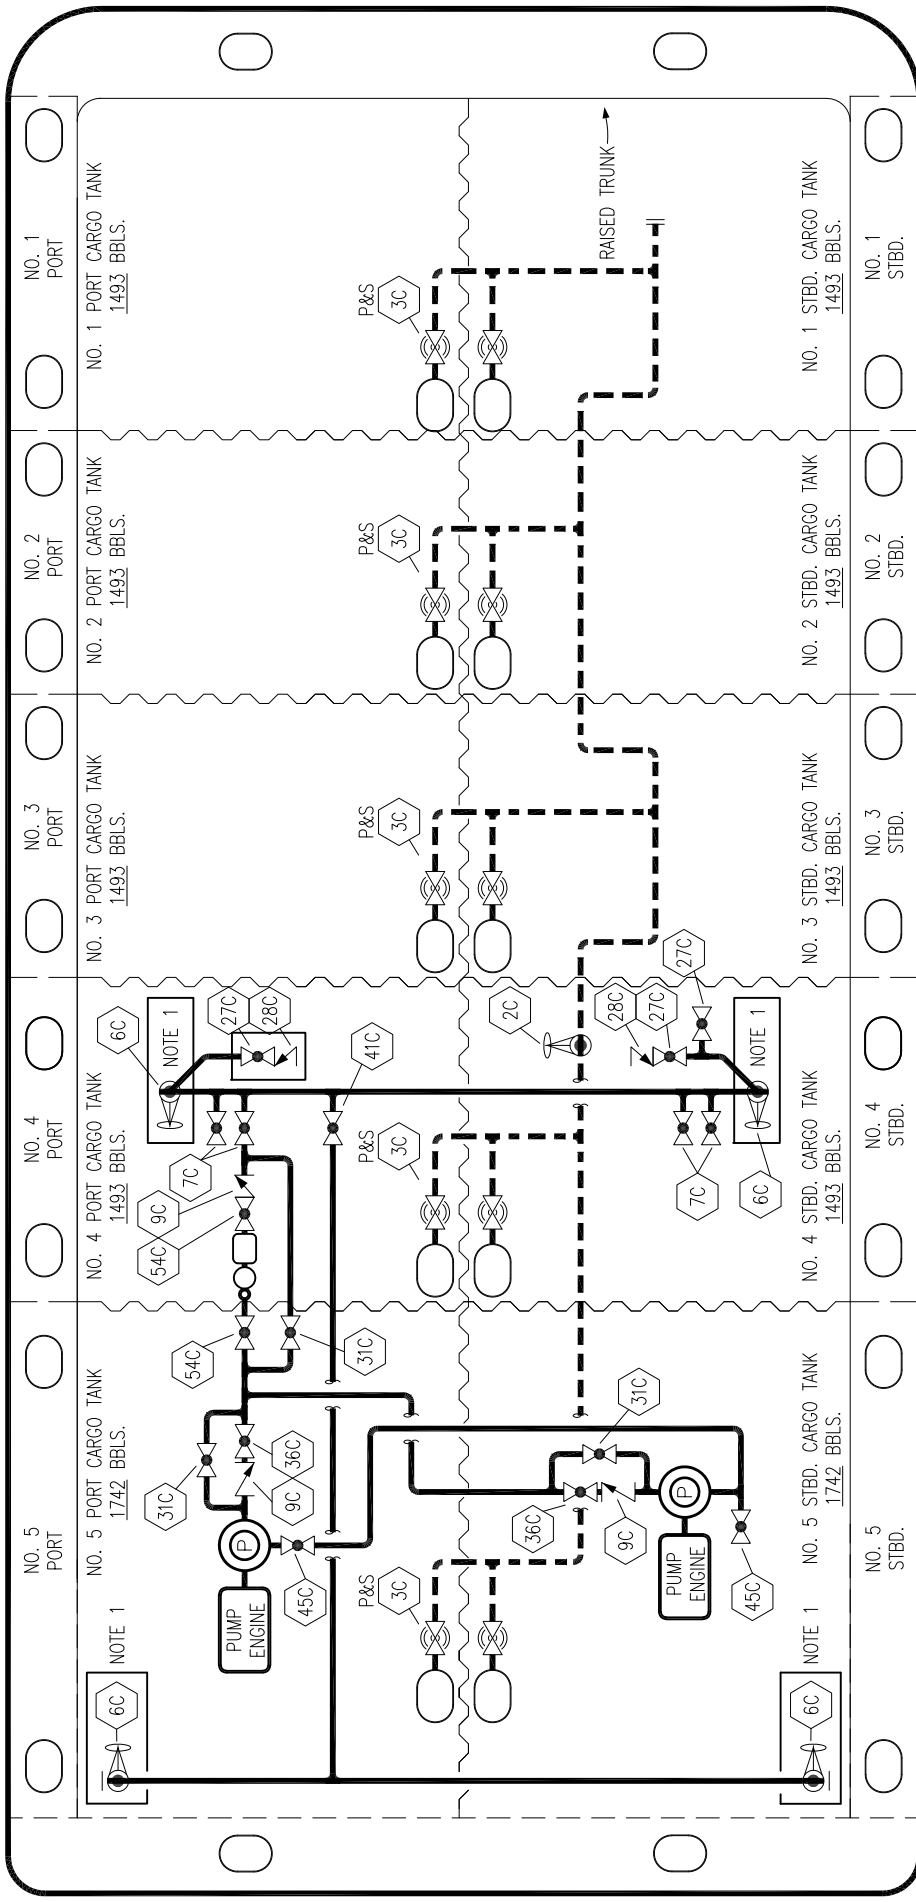 NO. 1
PORT
NO. 1 PORT CARGO TANK
1493 BBLS.
P&S
3C
RAISED TRUNK
NO. 1 STBD. CARGO TANK
1493 BBLS.
NO. 1
STBD.
NO. 2
PORT
NO. 2 PORT CARGO TANK
1493 BBLS.
P&S
3C
NO. 2 STBD. CARGO TANK
1493 BBLS.
NO. 2
STBD.
NO. 3
PORT
NO. 3 PORT CARGO TANK
1493 BBLS.
P&S
3C
NO. 3 STBD. CARGO TANK
1493 BBLS.
NO. 3
STBD.
NO. 4
PORT
NO. 4 PORT CARGO TANK
1493 BBLS.
6C
NOTE 1
27C
28C
41C
7C
9C
54C
P&S
3C
2C
28C
27C
27C
NOTE 1
7C
6C
NO. 4 STBD. CARGO TANK
1493 BBLS.
NO. 4
STBD.
NO. 5
PORT
NO. 5 PORT CARGO TANK
1742 BBLS.
54C
31C
31C
36C
9C
P
45C
PUMP
ENGINE
P&S
3C
31C
36C
9C
P
PUMP
ENGINE
45C
NO. 5 STBD. CARGO TANK
1742 BBLS.
NO. 5
STBD.
NOTE 1
6C
NOTE 1
6C